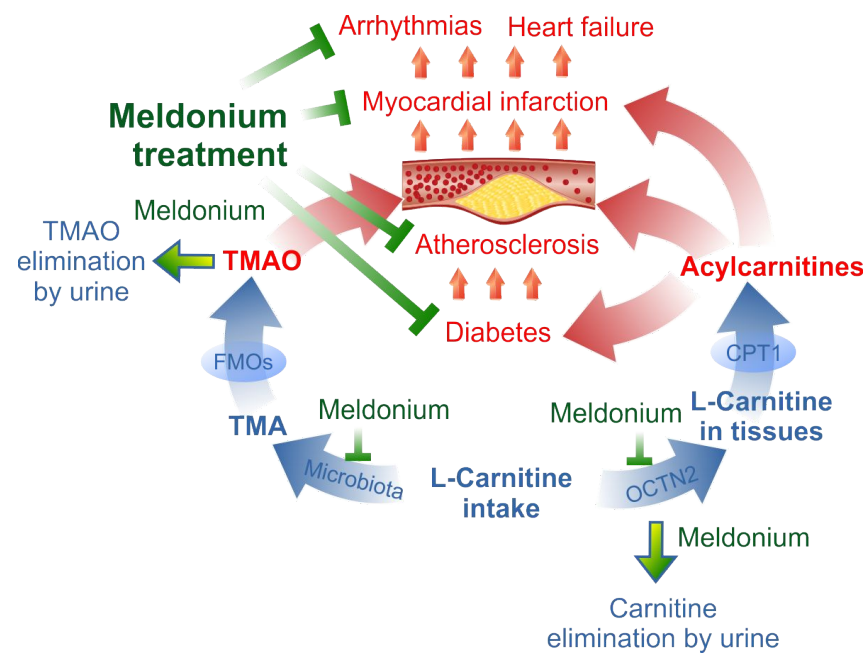 Arrhythmias
Heart failure
Meldonium
treatment
Myocardial infarction
Meldonium
TMAO
elimination
by urine
TMAO
Atherosclerosis
Acylcarnitines
Diabetes
FMOs
CPT1
TMA
Meldonium
Meldonium
L-Carnitine
in tissues
Microbiota
L-Carnitine
intake
OCTN2
Meldonium
Carnitine
elimination by urine